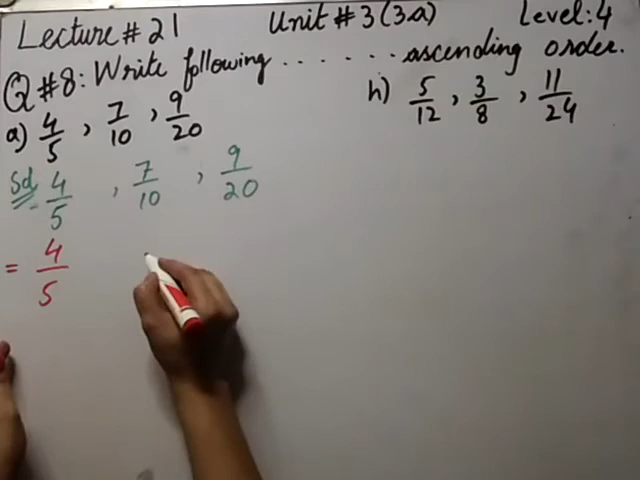 Lecture # 21 Unit # 3 (3.a) Level: 4
Q # 8: Write following . . . . . . ascending order.
a) 4/5 , 7/10 , 9/20 h) 5/12 , 3/8 , 11/24
Sol 4/5 , 7/10 , 9/20
= 4/5